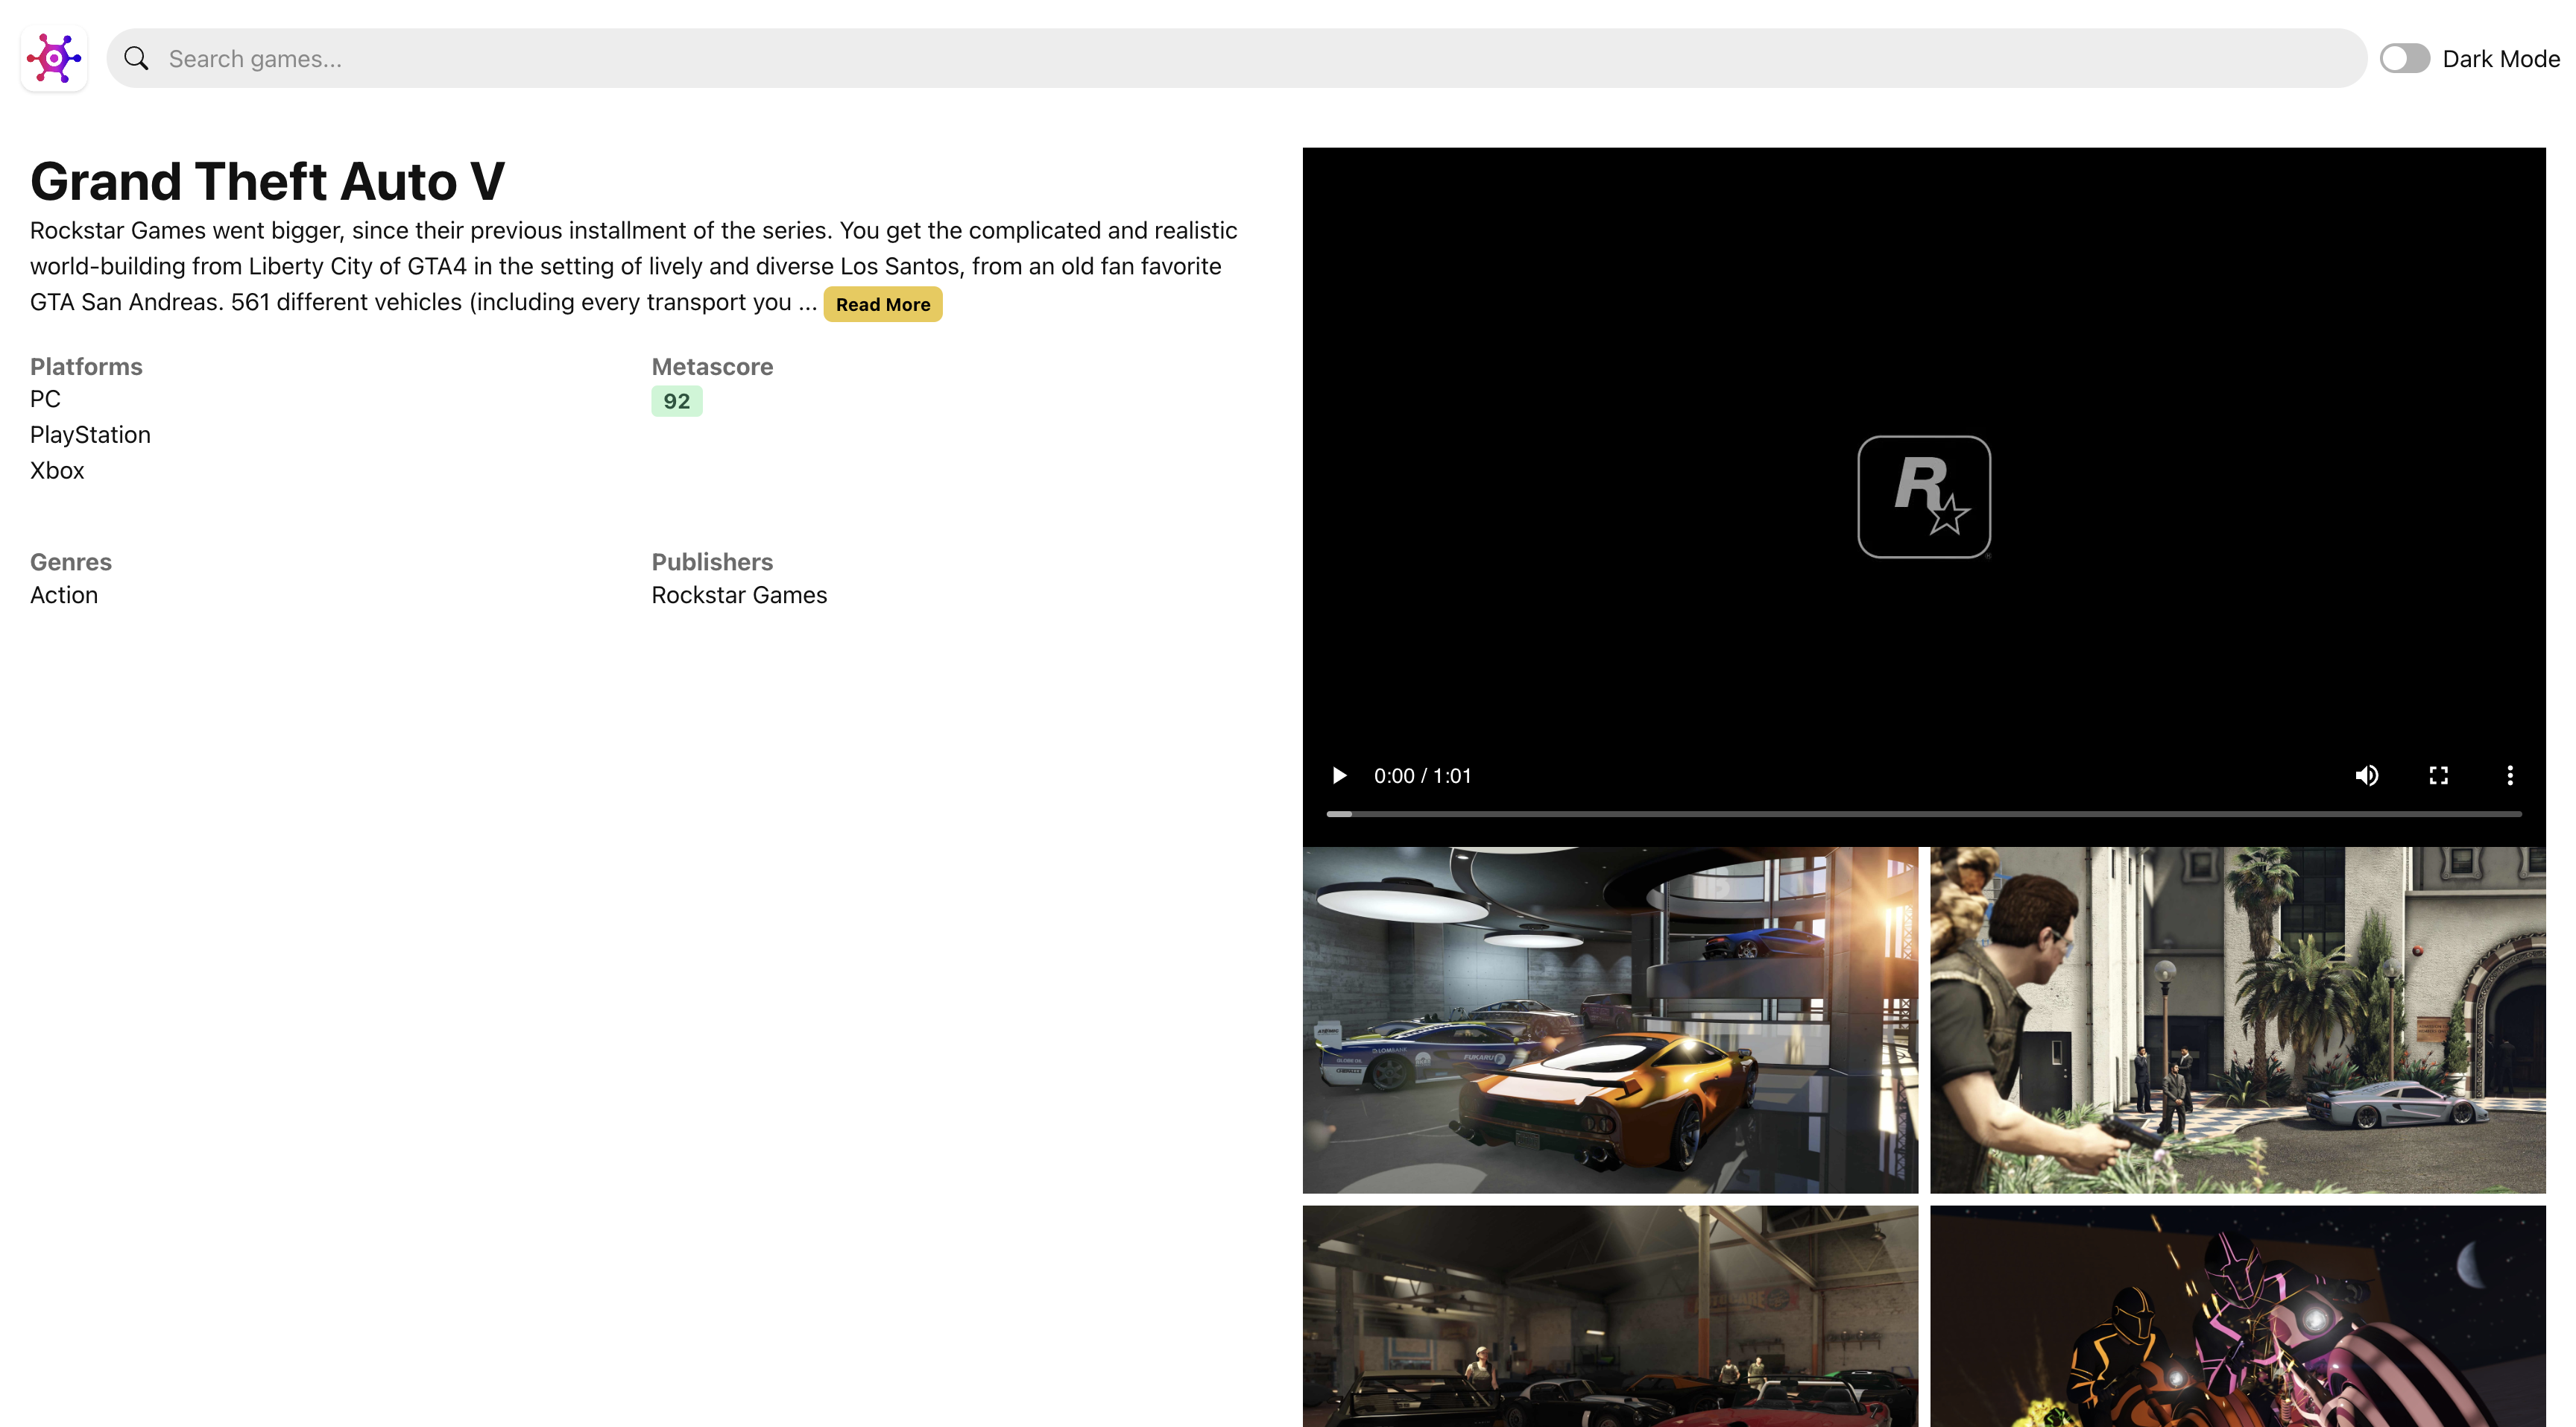 Search games...
Dark Mode
Grand Theft Auto V
Rockstar Games went bigger, since their previous installment of the series. You get the complicated and realistic
world-building from Liberty City of GTA4 in the setting of lively and diverse Los Santos, from an old fan favorite
GTA San Andreas. 561 different vehicles (including every transport you ... Read More
Platforms
PC
PlayStation
Xbox
Metascore
92
Genres
Action
Publishers
Rockstar Games
R
0:00 / 1:01
FUKARU